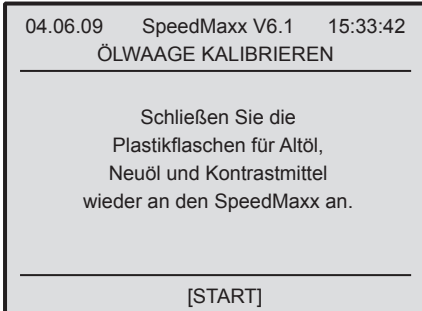 04.06.09 SpeedMaxx V6.1 15:33:42
ÖLWAAGE KALIBRIEREN
Schließen Sie die
Plastikflaschen für Altöl,
Neuöl und Kontrastmittel
wieder an den SpeedMaxx an.
[START]